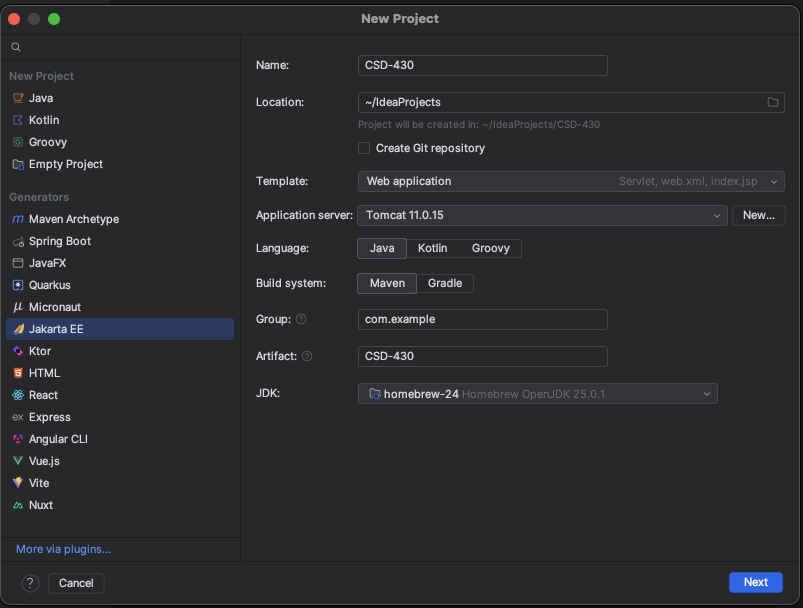 New Project
New Project
Java
Kotlin
Groovy
Empty Project
Generators
Maven Archetype
Spring Boot
JavaFX
Quarkus
Micronaut
Jakarta EE
Ktor
HTML
React
Express
Angular CLI
Vue.js
Vite
Nuxt
More via plugins...
Name: CSD-430
Location: ~/IdeaProjects
Project will be created in: ~/IdeaProjects/CSD-430
Create Git repository
Template: Web application Servlet, web.xml, index.jsp
Application server: Tomcat 11.0.15 New...
Language: Java Kotlin Groovy
Build system: Maven Gradle
Group: ? com.example
Artifact: ? CSD-430
JDK: homebrew-24 Homebrew OpenJDK 25.0.1
? Cancel Next